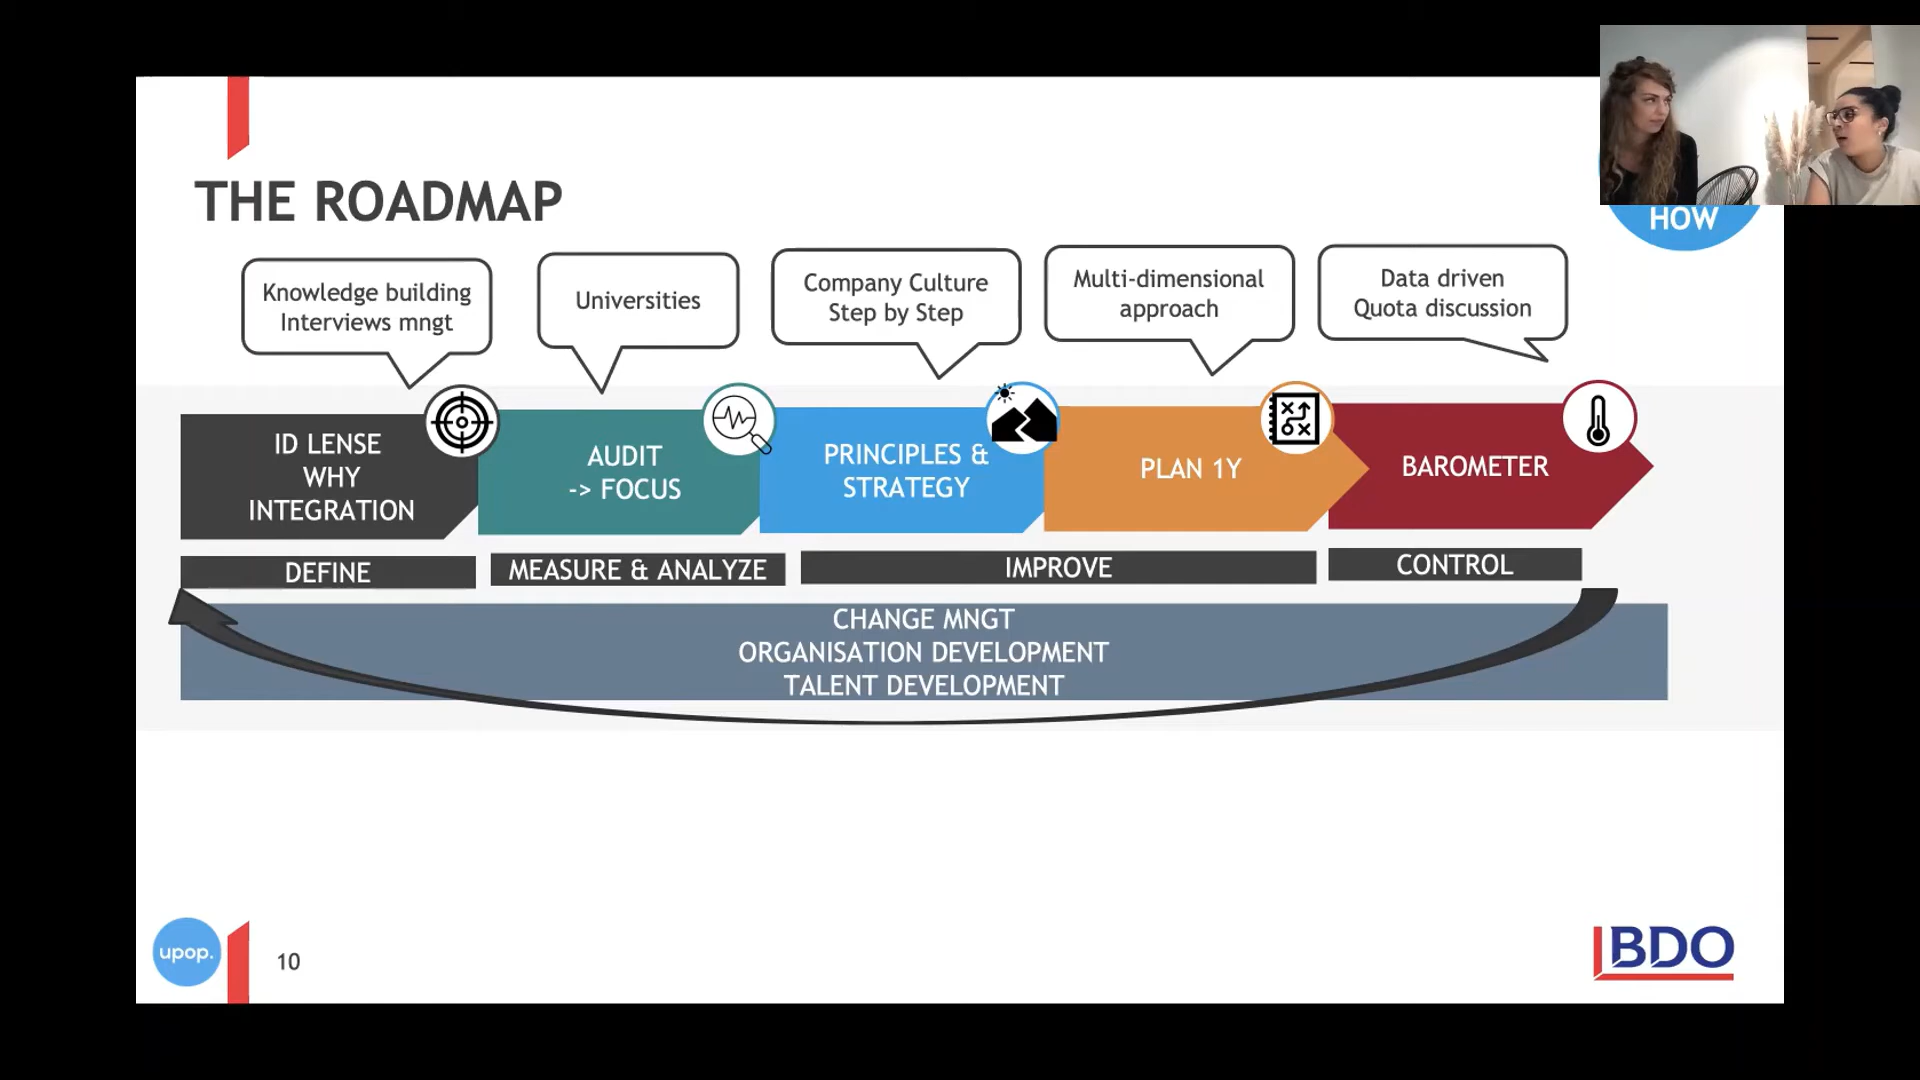 THE ROADMAP
HOW
Knowledge building
Interviews mngt
Universities
Company Culture
Step by Step
Multi-dimensional
approach
Data driven
Quota discussion
ID LENSE
WHY
INTEGRATION
AUDIT
-> FOCUS
PRINCIPLES &
STRATEGY
PLAN 1Y
BAROMETER
DEFINE
MEASURE & ANALYZE
IMPROVE
CONTROL
CHANGE MNGT
ORGANISATION DEVELOPMENT
TALENT DEVELOPMENT
upop.
10
BDO